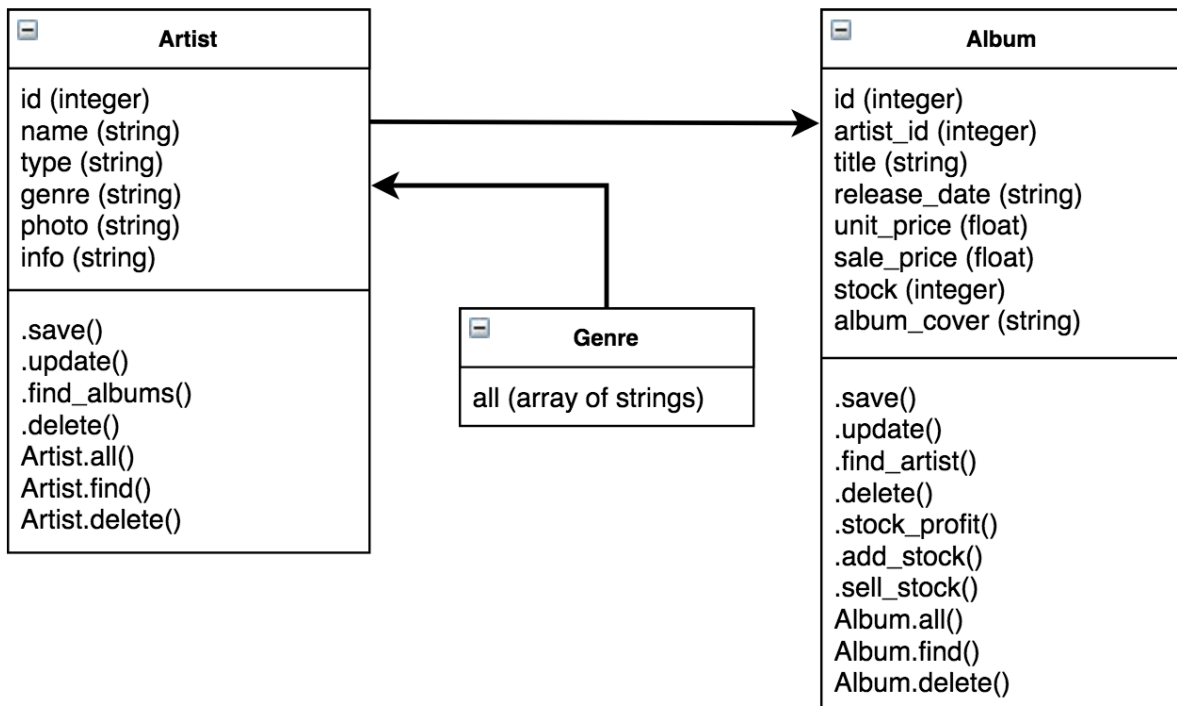 Artist
id (integer)
name (string)
type (string)
genre (string)
photo (string)
info (string)
.save()
.update()
.find_albums()
.delete()
Artist.all()
Artist.find()
Artist.delete()
Genre
all (array of strings)
Album
id (integer)
artist_id (integer)
title (string)
release_date (string)
unit_price (float)
sale_price (float)
stock (integer)
album_cover (string)
.save()
.update()
.find_artist()
.delete()
.stock_profit()
.add_stock()
.sell_stock()
Album.all()
Album.find()
Album.delete()